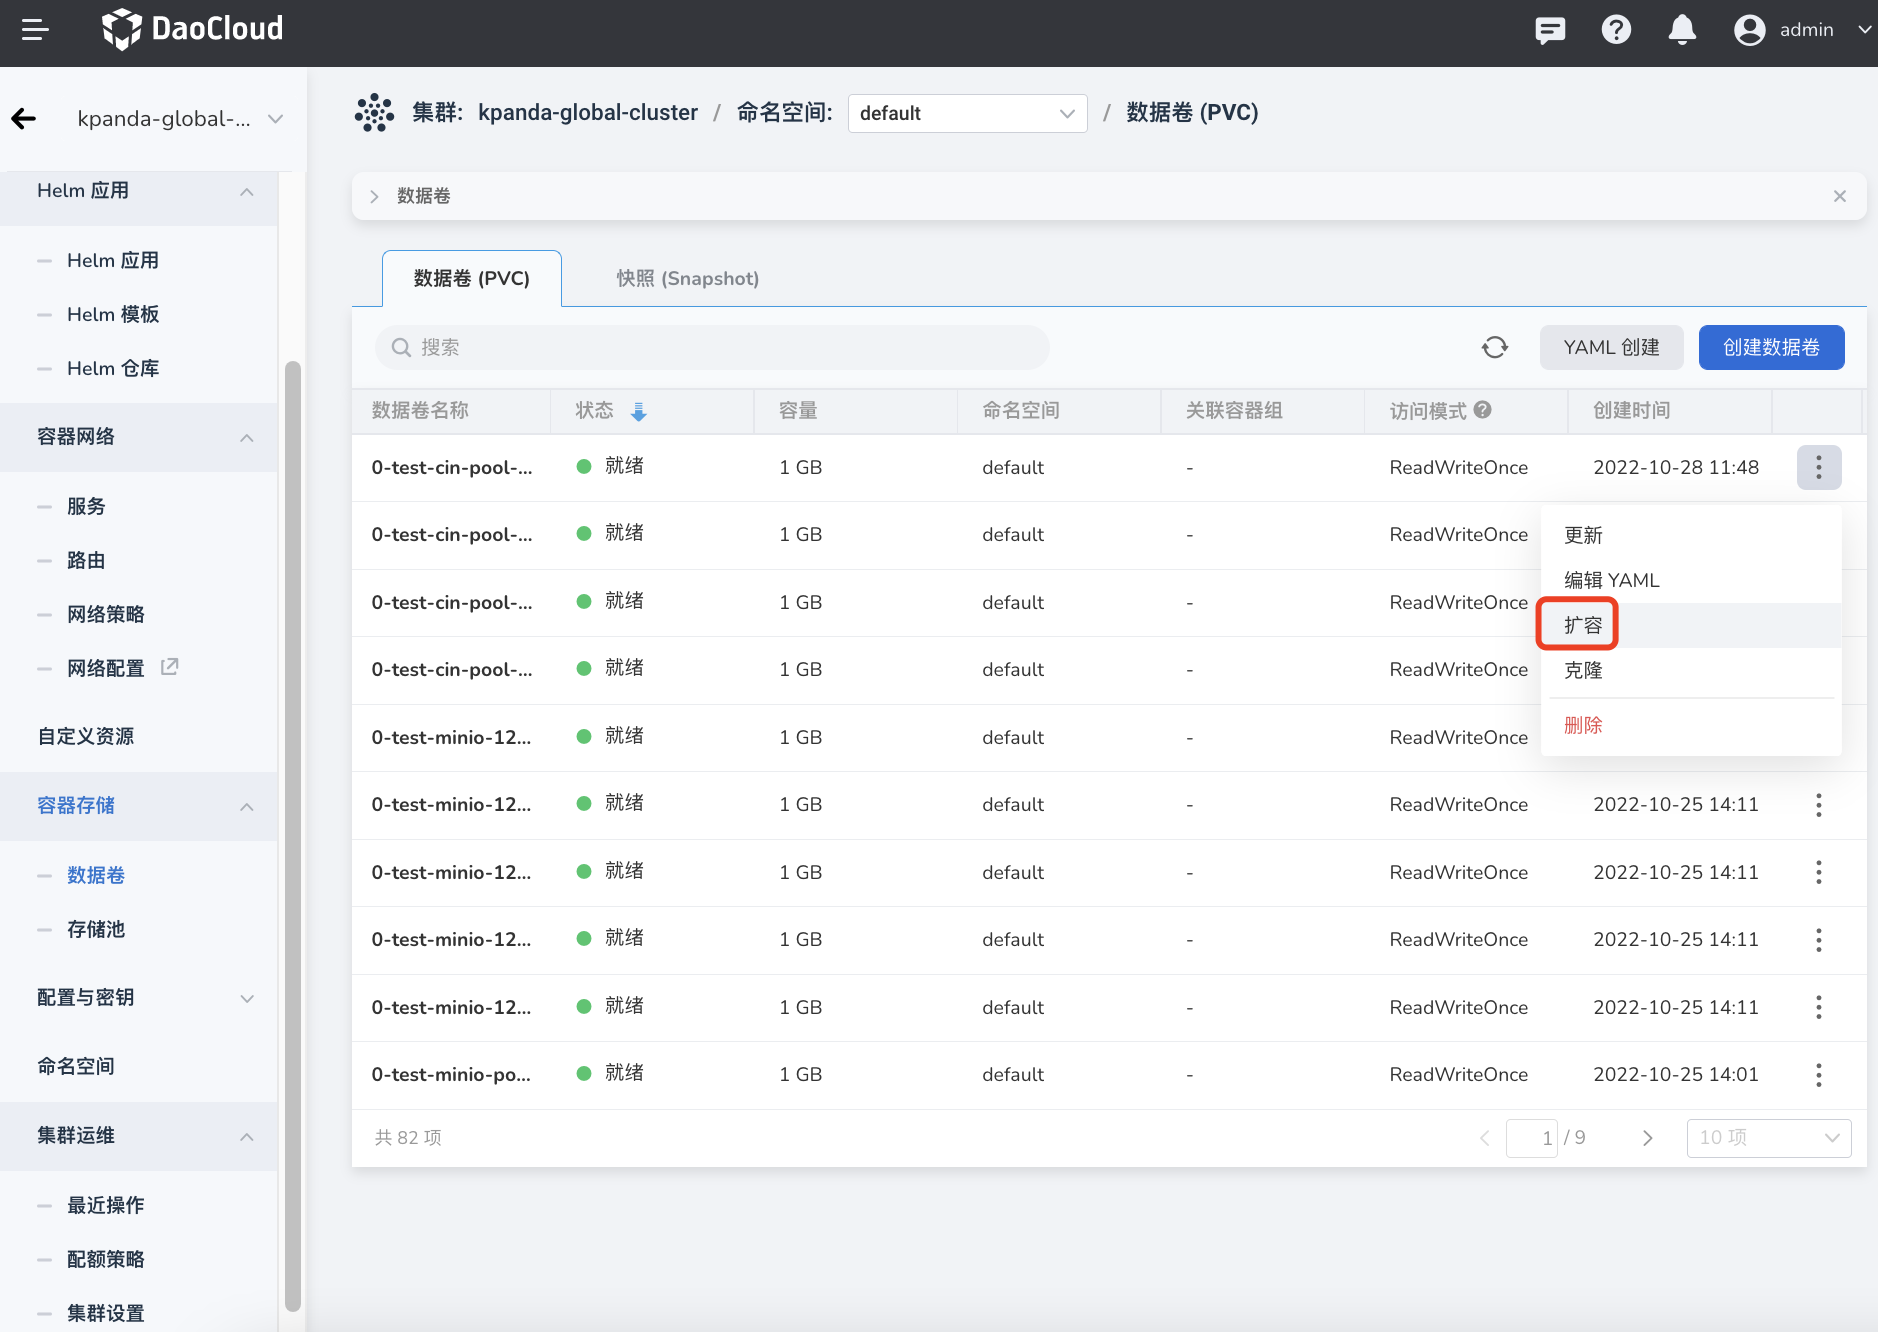 DaoCloud
admin
kpanda-global-...
集群: kpanda-global-cluster / 命名空间: default / 数据卷 (PVC)
Helm 应用
Helm 应用
Helm 模板
Helm 仓库
容器网络
服务
路由
网络策略
网络配置
自定义资源
容器存储
数据卷
存储池
配置与密钥
命名空间
集群运维
最近操作
配额策略
集群设置
数据卷
数据卷 (PVC) 快照 (Snapshot)
搜索
YAML 创建 创建数据卷
数据卷名称 状态 容量 命名空间 关联容器组 访问模式 创建时间
0-test-cin-pool-... 就绪 1 GB default - ReadWriteOnce 2022-10-28 11:48
0-test-cin-pool-... 就绪 1 GB default - ReadWriteOnce
0-test-cin-pool-... 就绪 1 GB default - ReadWriteOnce
0-test-cin-pool-... 就绪 1 GB default - ReadWriteOnce
0-test-minio-12... 就绪 1 GB default - ReadWriteOnce
0-test-minio-12... 就绪 1 GB default - ReadWriteOnce 2022-10-25 14:11
0-test-minio-12... 就绪 1 GB default - ReadWriteOnce 2022-10-25 14:11
0-test-minio-12... 就绪 1 GB default - ReadWriteOnce 2022-10-25 14:11
0-test-minio-12... 就绪 1 GB default - ReadWriteOnce 2022-10-25 14:11
0-test-minio-po... 就绪 1 GB default - ReadWriteOnce 2022-10-25 14:01
更新
编辑 YAML
扩容
克隆
删除
共 82 项
1 / 9
10 项